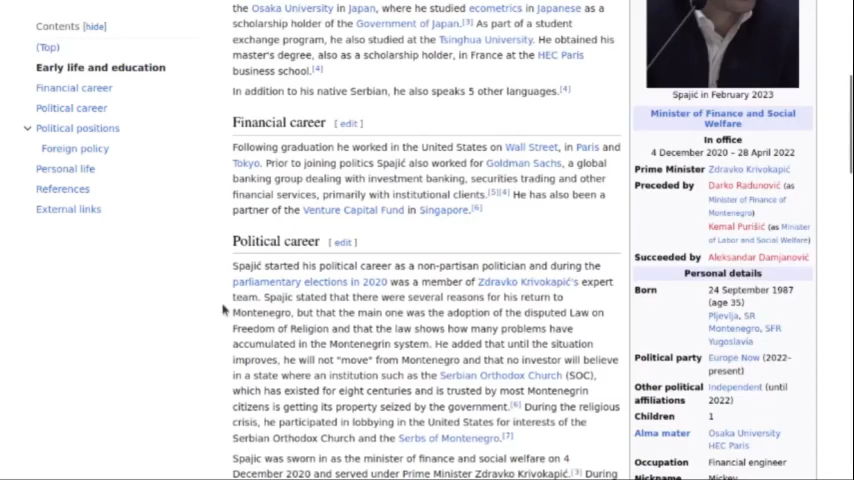 Contents [hide]
(Top)
Early life and education
Financial career
Political career
Political positions
Foreign policy
Personal life
References
External links
the Osaka University in Japan, where he studied ecometrics in Japanese as a
scholarship holder of the Government of Japan.[3] As part of a student
exchange program, he also studied at the Tsinghua University. He obtained his
master's degree, also as a scholarship holder, in France at the HEC Paris
business school.[4]
In addition to his native Serbian, he also speaks 5 other languages.[4]
Financial career [ edit ]
Following graduation he worked in the United States on Wall Street, in Paris and
Tokyo. Prior to joining politics Spajić also worked for Goldman Sachs, a global
banking group dealing with investment banking, securities trading and other
financial services, primarily with institutional clients.[5][4] He has also been a
partner of the Venture Capital Fund in Singapore.[6]
Political career [ edit ]
Spajić started his political career as a non-partisan politician and during the
parliamentary elections in 2020 was a member of Zdravko Krivokapić's expert
team. Spajic stated that there were several reasons for his return to
Montenegro, but that the main one was the adoption of the disputed Law on
Freedom of Religion and that the law shows how many problems have
accumulated in the Montenegrin system. He added that until the situation
improves, he will not "move" from Montenegro and that no investor will believe
in a state where an institution such as the Serbian Orthodox Church (SOC),
which has existed for eight centuries and is trusted by most Montenegrin
citizens is getting its property seized by the government.[6] During the religious
crisis, he participated in lobbying in the United States for interests of the
Serbian Orthodox Church and the Serbs of Montenegro.[7]
Spajić was sworn in as the minister of finance and social welfare on 4
December 2020 and served under Prime Minister Zdravko Krivokapić.[3] During
Spajić in February 2023
Minister of Finance and Social
Welfare
In office
4 December 2020 – 28 April 2022
Prime Minister Zdravko Krivokapić
Preceded by Darko Radunović (as
Minister of Finance of
Montenegro)
Kemal Purišić (as Minister
of Labor and Social Welfare)
Succeeded by Aleksandar Damjanović
Personal details
Born 24 September 1987
(age 35)
Pljevlja, SR
Montenegro, SFR
Yugoslavia
Political party Europe Now (2022–
present)
Other political Independent (until
affiliations 2022)
Children 1
Alma mater Osaka University
HEC Paris
Occupation Financial engineer
Nickname Mickey